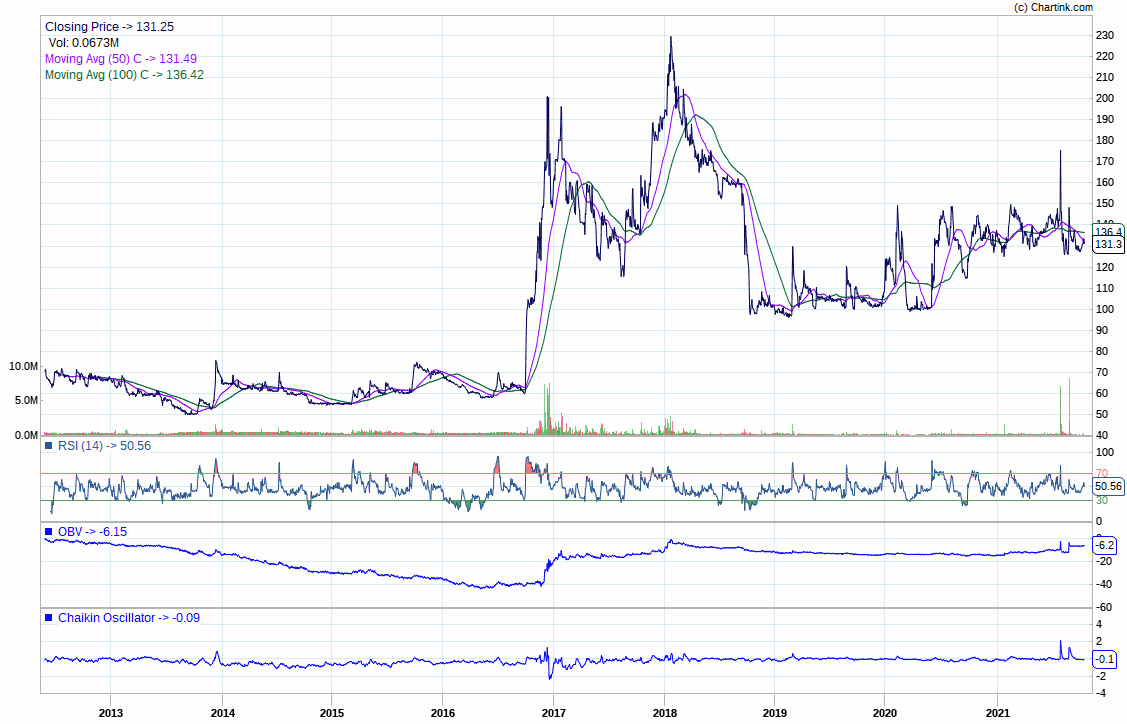 (c) Chartink.com
Closing Price -> 131.25
Vol: 0.0673M
Moving Avg (50) C -> 131.49
Moving Avg (100) C -> 136.42
230
220
210
200
190
180
170
160
150
140
136.4
131.3
120
110
100
90
80
70
60
50
40
10.0M
5.0M
0.0M
RSI (14) -> 50.56
100
70
50.56
30
0
OBV -> -6.15
-6.2
-20
-40
-60
Chaikin Oscillator -> -0.09
4
2
-0.1
-2
-4
2013 2014 2015 2016 2017 2018 2019 2020 2021